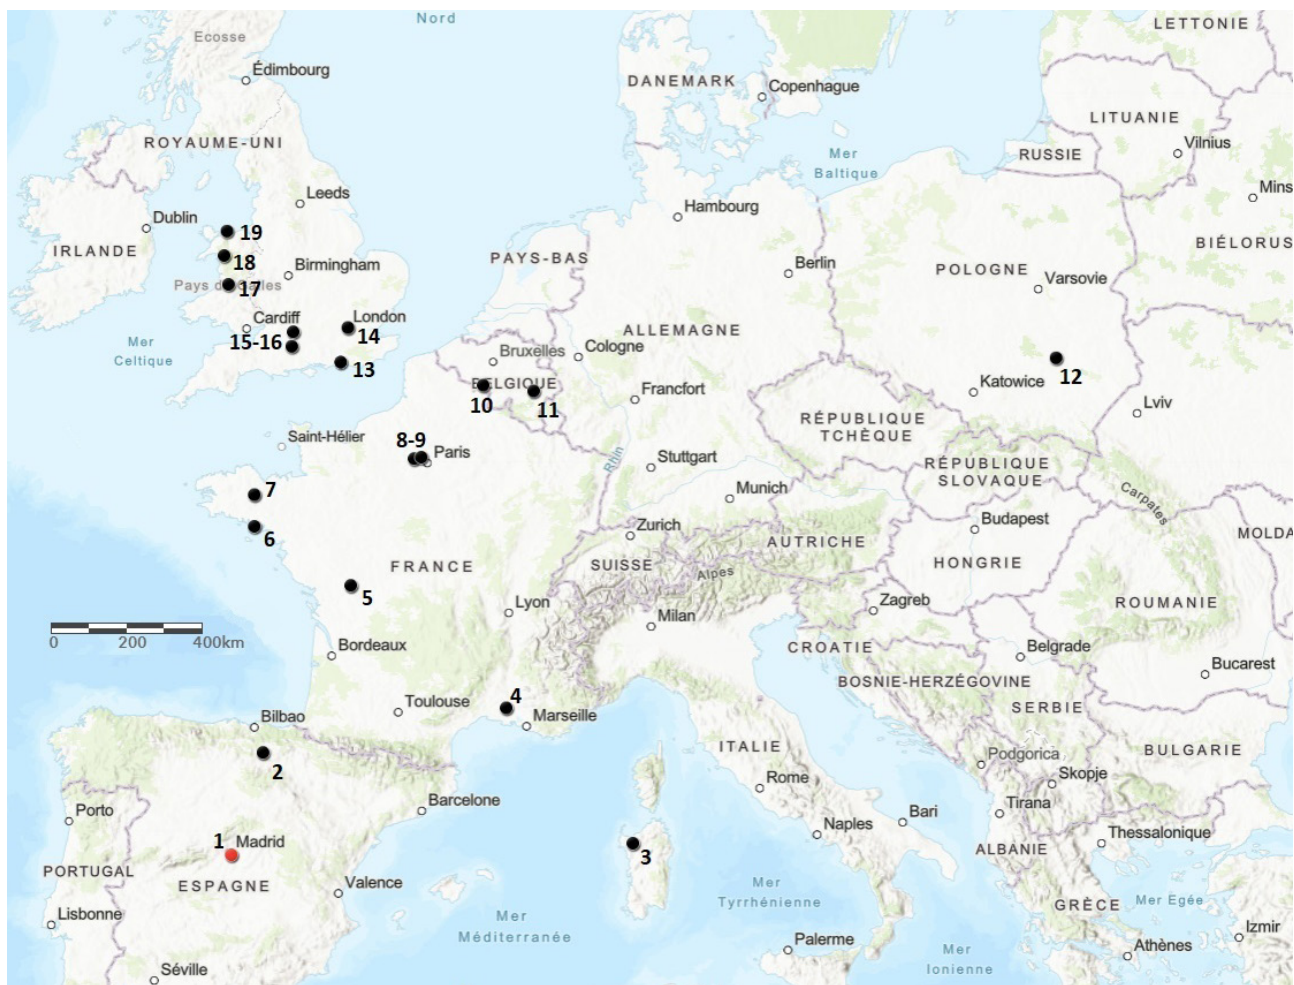 Nord
LETTONIE
Ecosse
Édimbourg
DANEMARK
Copenhague
LITUANIE
ROYAUME-UNI
Mer
Baltique
RUSSIE
Vilnius
Leeds
Mins
Dublin
Hambourg
19
IRLANDE
BIÉLORUS
PAYS-BAS
18
Birmingham
Berlin
POLOGNE
Varsovie
Pays de Galles
17
Cardiff
London
ALLEMAGNE
15-16
14
Mer
Celtique
Bruxelles
Cologne
13
12
BELGIQUE
Katowice
10
11
Francfort
Lviv
RÉPUBLIQUE
TCHÈQUE
Saint-Hélier
8-9
Paris
Rhin
Stuttgart
RÉPUBLIQUE
SLOVAQUE
7
Munich
Carpates
6
Zurich
Budapest
AUTRICHE
MOLDA
FRANCE
SUISSE
Alpes
HONGRIE
5
Lyon
Zagreb
ROUMANIE
Milan
0
200
400km
Bordeaux
CROATIE
Belgrade
Bucarest
BOSNIE-HERZÉGOVINE
4
Toulouse
SERBIE
Bilbao
Marseille
ITALIE
Podgorica
BULGARIE
2
Skopje
Rome
Porto
Barcelone
Tirana
Bari
1
Madrid
Naples
Thessalonique
3
ALBANIE
PORTUGAL
ESPAGNE
Valence
Mer
Tyrrhénienne
GRÈCE
Mer Egée
Lisbonne
Mer
Méditerranée
Izmir
Palerme
Mer
Ionienne
Athènes
Séville